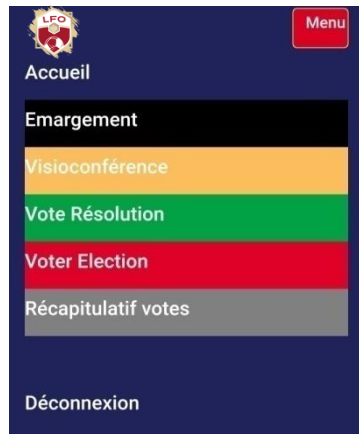 LFO
Menu
Accueil
Emargement
Visioconférence
Vote Résolution
Voter Election
Récapitulatif votes
Déconnexion